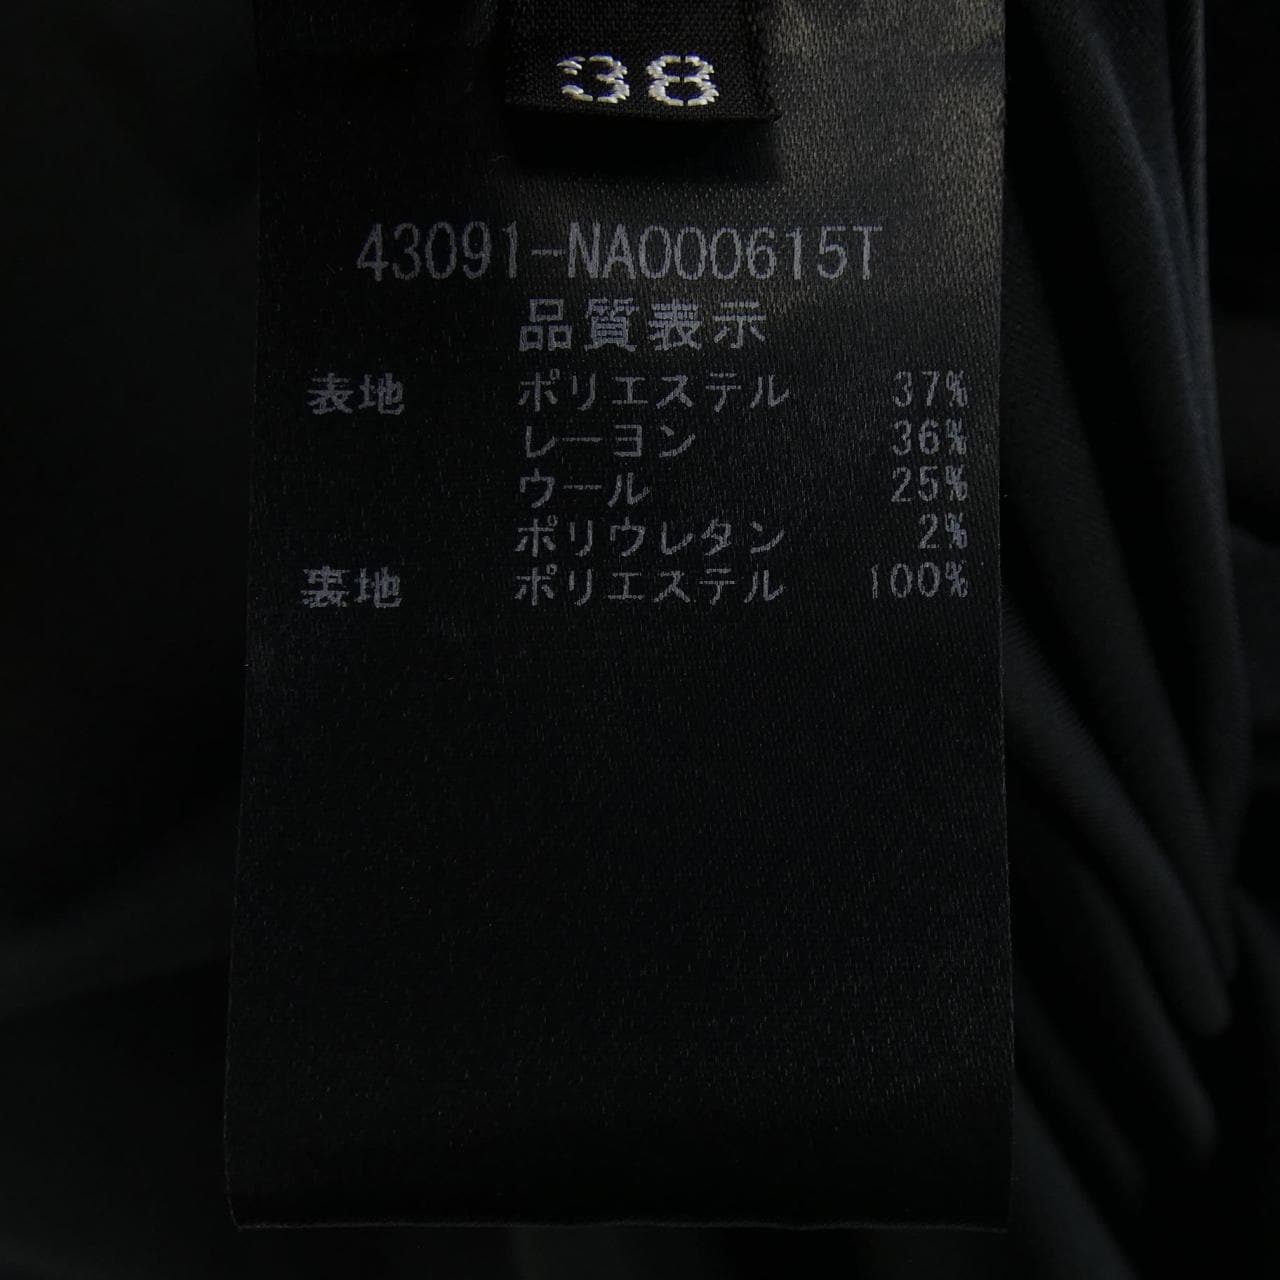 38
43091-NA000615T
品質表示
表地 ポリエステル 37%
レーヨン 36%
ウール 25%
ポリウレタン 2%
裏地 ポリエステル 100%